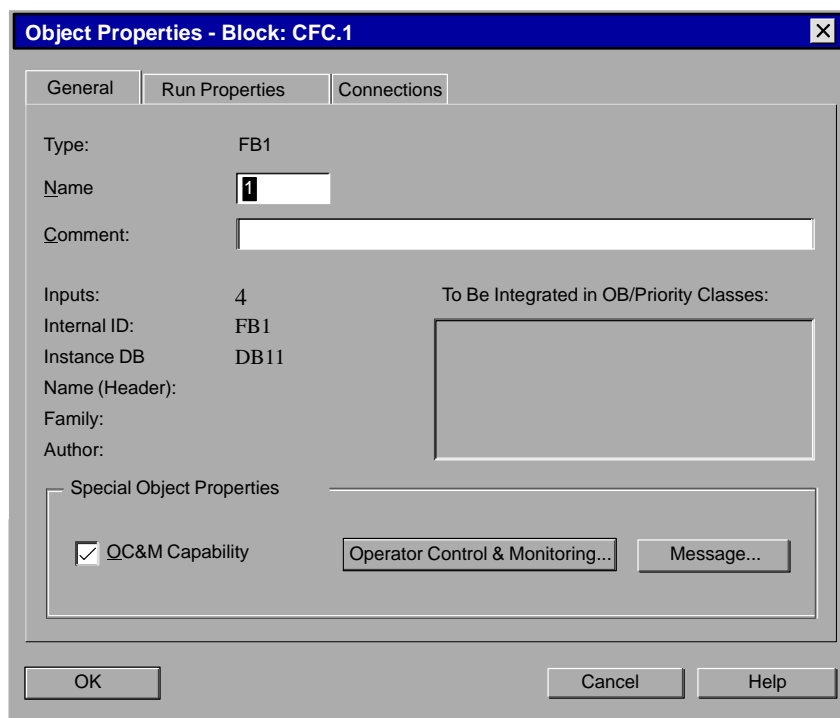 Object Properties - Block: CFC.1
General Run Properties Connections
Type: FB1
Name 1
Comment:
Inputs: 4 To Be Integrated in OB/Priority Classes:
Internal ID: FB1
Instance DB DB11
Name (Header):
Family:
Author:
Special Object Properties
OC&M Capability Operator Control & Monitoring... Message...
OK Cancel Help